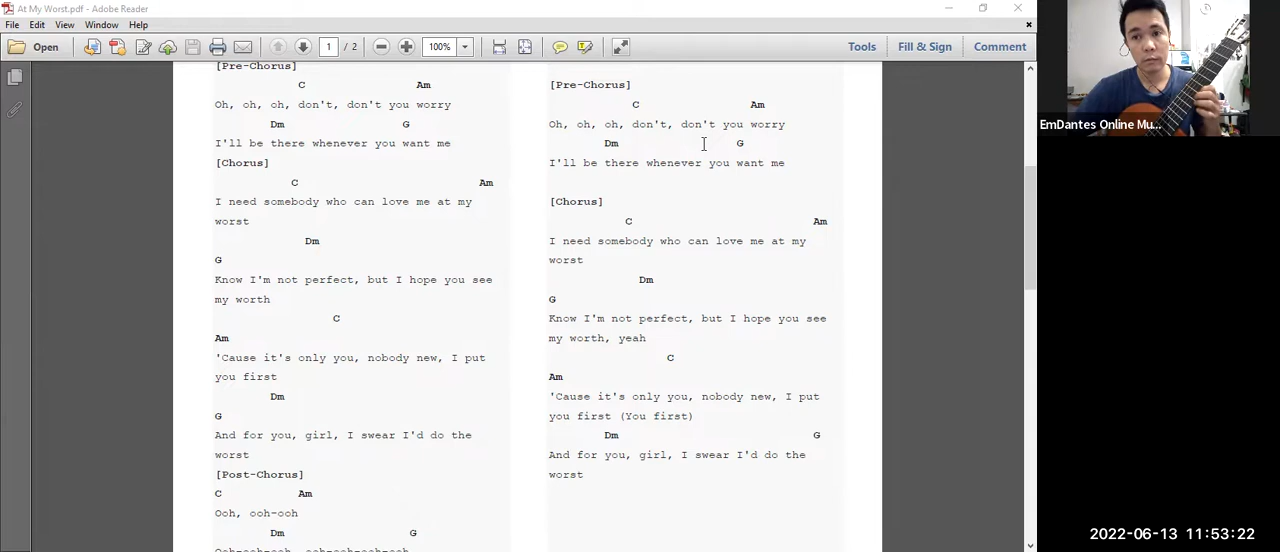 At My Worst.pdf - Adobe Reader
File Edit View Window Help
Open 1 / 2 100% Tools Fill & Sign Comment
[Pre-Chorus]
C Am
Oh, oh, oh, don't, don't you worry
Dm G
I'll be there whenever you want me
[Chorus]
C Am
I need somebody who can love me at my
worst
Dm
G
Know I'm not perfect, but I hope you see
my worth
C
Am
'Cause it's only you, nobody new, I put
you first
Dm
G
And for you, girl, I swear I'd do the
worst
[Post-Chorus]
C Am
Ooh, ooh-ooh
Dm G
Ooh-ooh-ooh, ooh-ooh-ooh-ooh
[Pre-Chorus]
C Am
Oh, oh, oh, don't, don't you worry
Dm G
I'll be there whenever you want me
[Chorus]
C Am
I need somebody who can love me at my
worst
Dm
G
Know I'm not perfect, but I hope you see
my worth, yeah
C
Am
'Cause it's only you, nobody new, I put
you first (You first)
Dm G
And for you, girl, I swear I'd do the
worst
EmDantes Online Mu...
2022-06-13 11:53:22